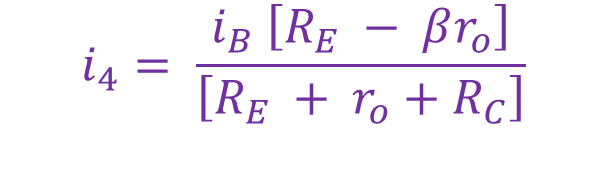 i₄ = i_B [R_E − βr_o] / [R_E + r_o + R_C]